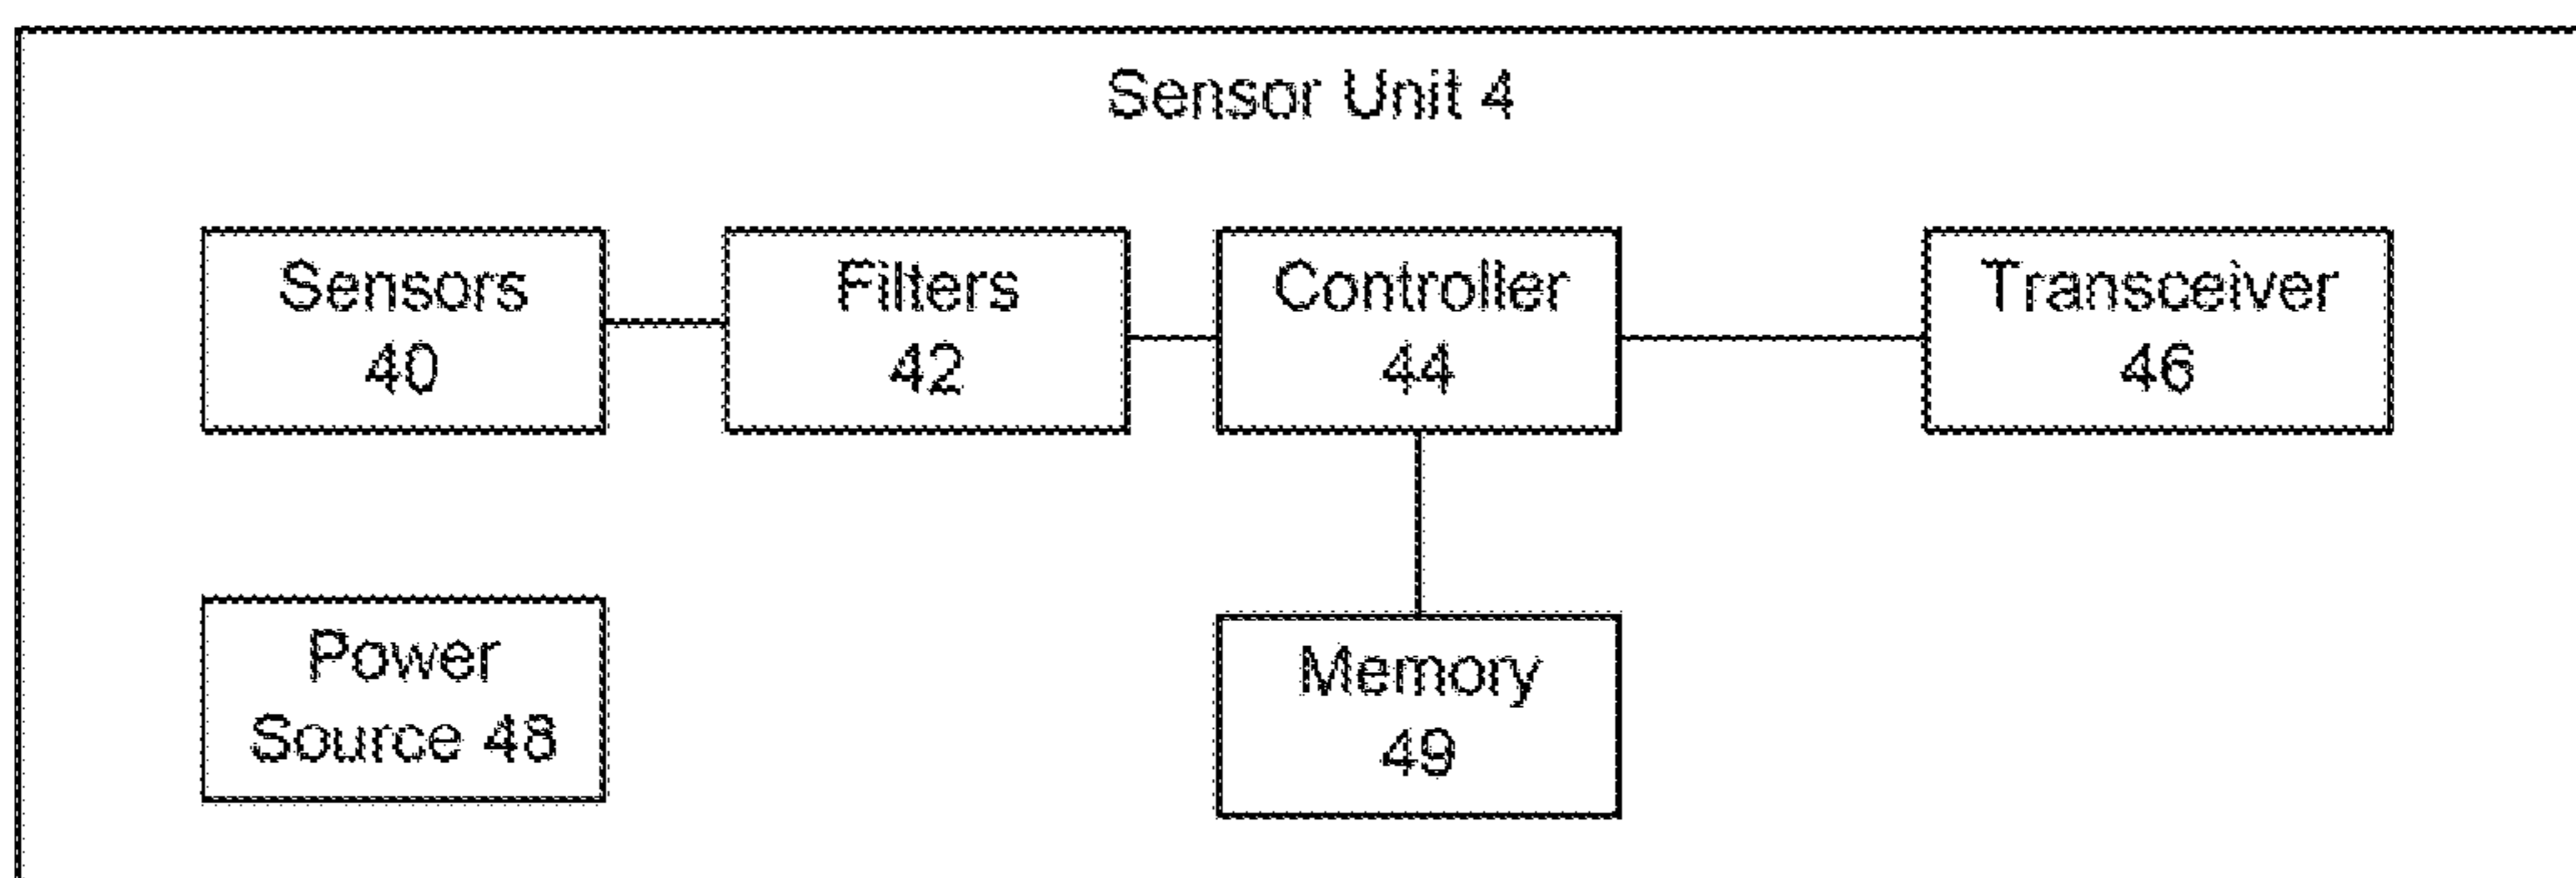 Sensor Unit 4
Sensors
40
Filters
42
Controller
44
Transceiver
46
Power
Source 48
Memory
49